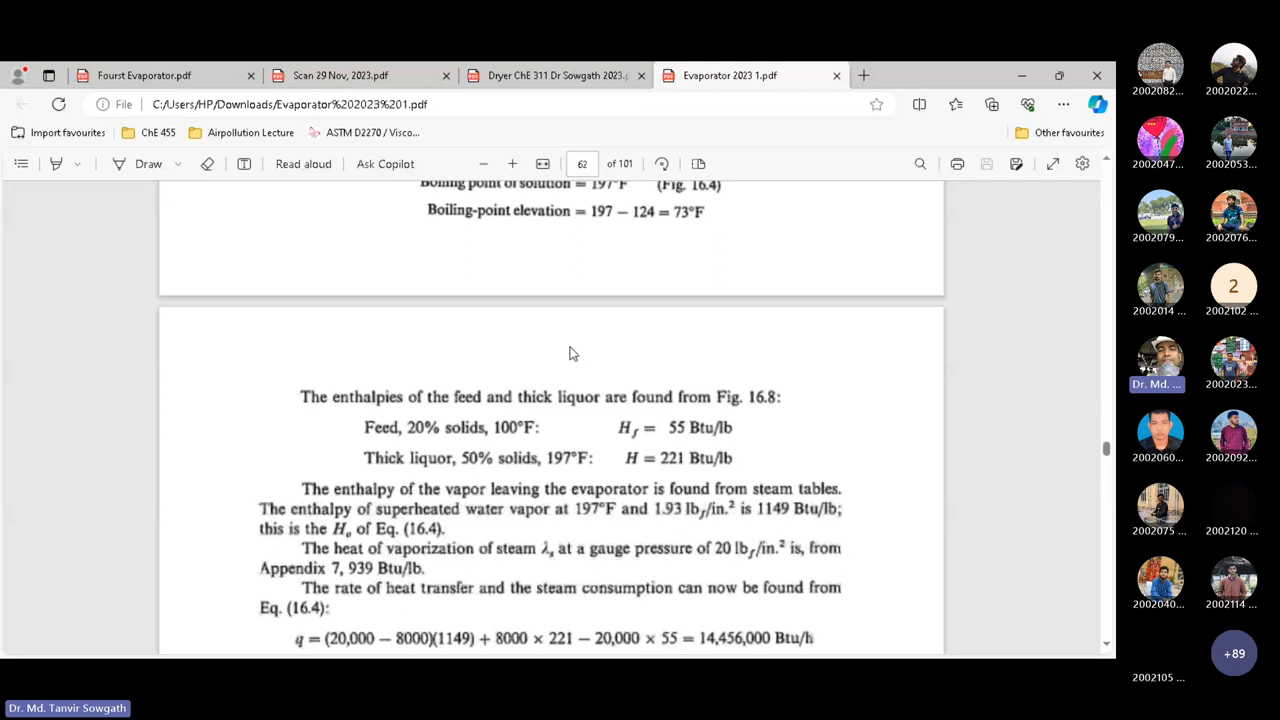 Fourst Evaporator.pdf
Scan 29 Nov, 2023.pdf
Dryer ChE 311 Dr Sowgath 2023.p
Evaporator 2023 1.pdf
File
C:/Users/HP/Downloads/Evaporator%202023%201.pdf
Import favourites
ChE 455
Airpollution Lecture
ASTM D2270 / Visco...
Other favourites
Draw
Read aloud
Ask Copilot
62 of 101
Boiling point of solution = 197°F (Fig. 16.4)
Boiling-point elevation = 197 − 124 = 73°F
The enthalpies of the feed and thick liquor are found from Fig. 16.8:
Feed, 20% solids, 100°F: H_f = 55 Btu/lb
Thick liquor, 50% solids, 197°F: H = 221 Btu/lb
The enthalpy of the vapor leaving the evaporator is found from steam tables.
The enthalpy of superheated water vapor at 197°F and 1.93 lb_f/in.² is 1149 Btu/lb;
this is the H_v of Eq. (16.4).
The heat of vaporization of steam λ_s at a gauge pressure of 20 lb_f/in.² is, from
Appendix 7, 939 Btu/lb.
The rate of heat transfer and the steam consumption can now be found from
Eq. (16.4):
q = (20,000 − 8000)(1149) + 8000 × 221 − 20,000 × 55 = 14,456,000 Btu/h
2002082...
2002022...
2002047...
2002053...
2002079...
2002076...
2
2002014 ...
2002102 ...
Dr. Md. ...
2002023...
2002060...
2002092...
2002075...
2002120 ...
2002040...
2002114 ...
+89
2002105 ...
Dr. Md. Tanvir Sowgath